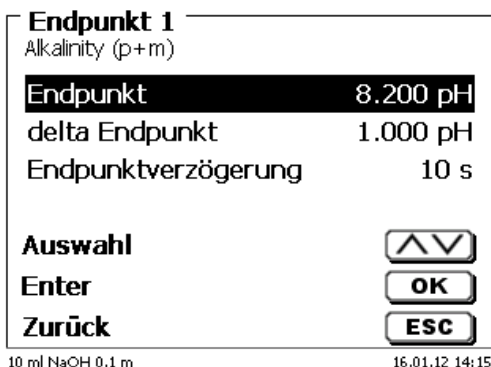 Endpunkt 1
Alkalinity (p+m)
Endpunkt 8.200 pH
delta Endpunkt 1.000 pH
Endpunktverzögerung 10 s
Auswahl
Enter OK
Zurück ESC
10 ml NaOH 0.1 m 16.01.12 14:15